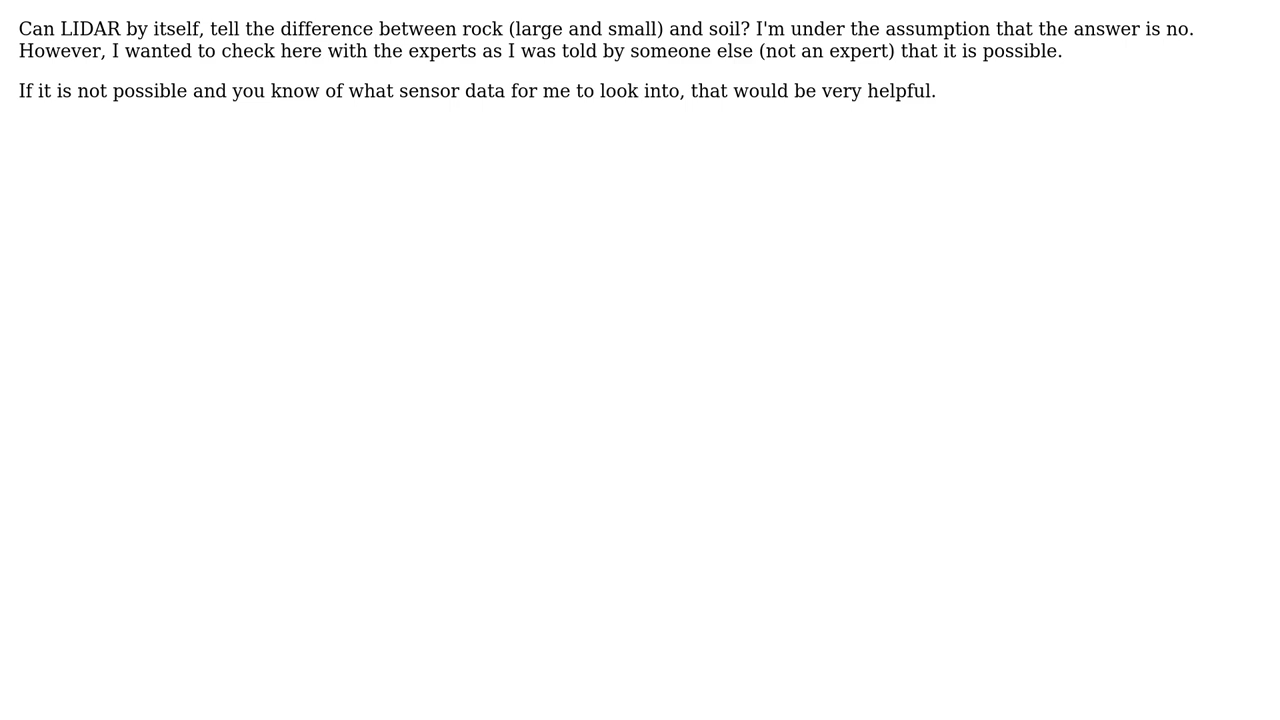 Can LIDAR by itself, tell the difference between rock (large and small) and soil? I'm under the assumption that the answer is no.
However, I wanted to check here with the experts as I was told by someone else (not an expert) that it is possible.
If it is not possible and you know of what sensor data for me to look into, that would be very helpful.